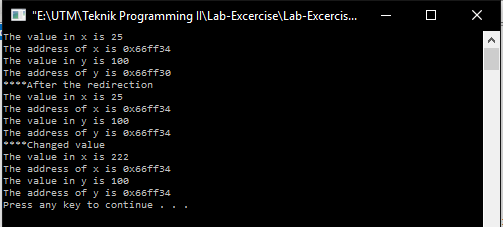 "E:\UTM\Teknik Programming II\Lab-Excercise\Lab-Excercis...
The value in x is 25
The address of x is 0x66ff34
The value in y is 100
The address of y is 0x66ff30
****After the redirection
The value in x is 25
The address of x is 0x66ff34
The value in y is 100
The address of y is 0x66ff34
****Changed value
The value in x is 222
The address of x is 0x66ff34
The value in y is 100
The address of y is 0x66ff34
Press any key to continue . . .